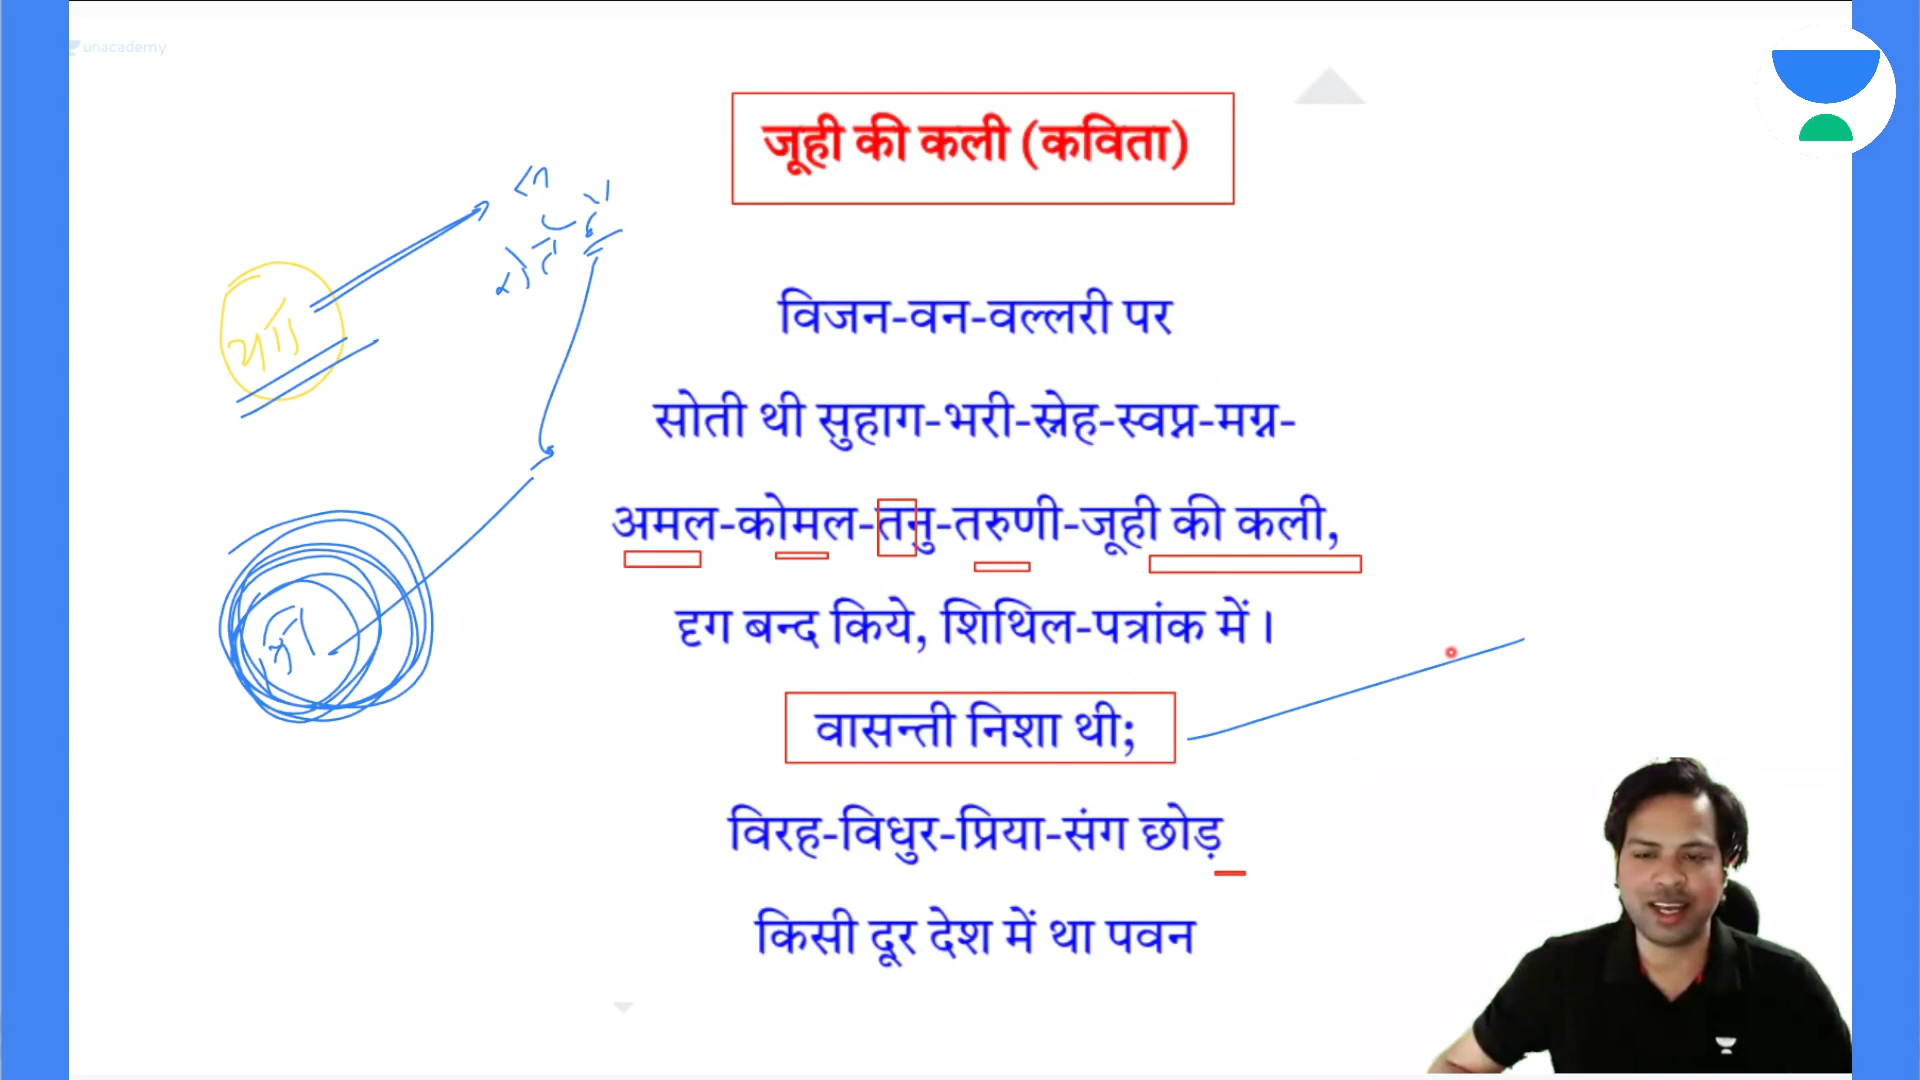 unacademy
जूही की कली (कविता)
विजन-वन-वल्लरी पर
सोती थी सुहाग-भरी-स्नेह-स्वप्न-मग्न-
अमल-कोमल-तनु-तरुणी-जूही की कली,
दृग बन्द किये, शिथिल-पत्रांक में।
वासन्ती निशा थी;
विरह-विधुर-प्रिया-संग छोड़
किसी दूर देश में था पवन